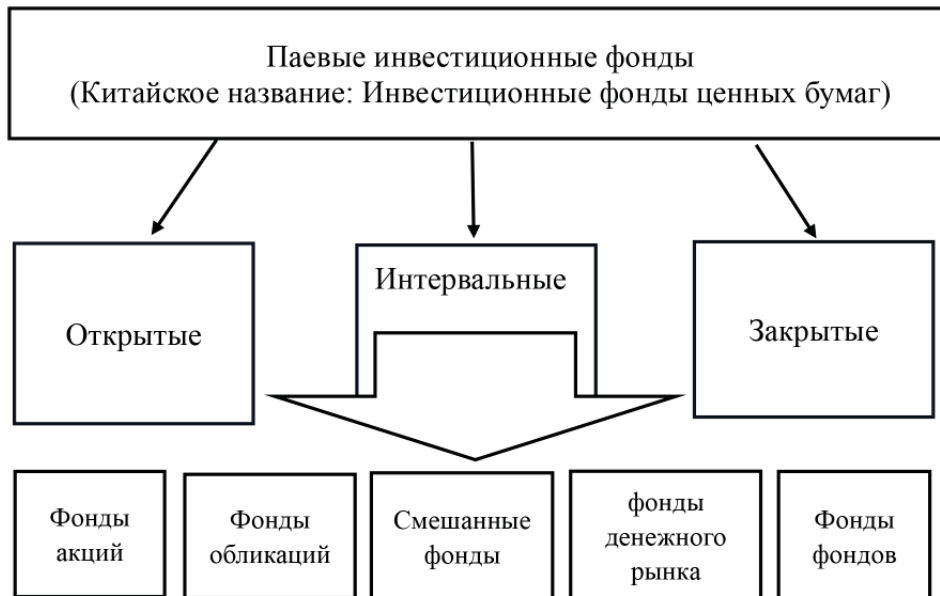 Паевые инвестиционные фонды
(Китайское название: Инвестиционные фонды ценных бумаг)
Открытые
Интервальные
Закрытые
Фонды
акций
Фонды
обликаций
Смешанные
фонды
фонды
денежного
рынка
Фонды
фондов